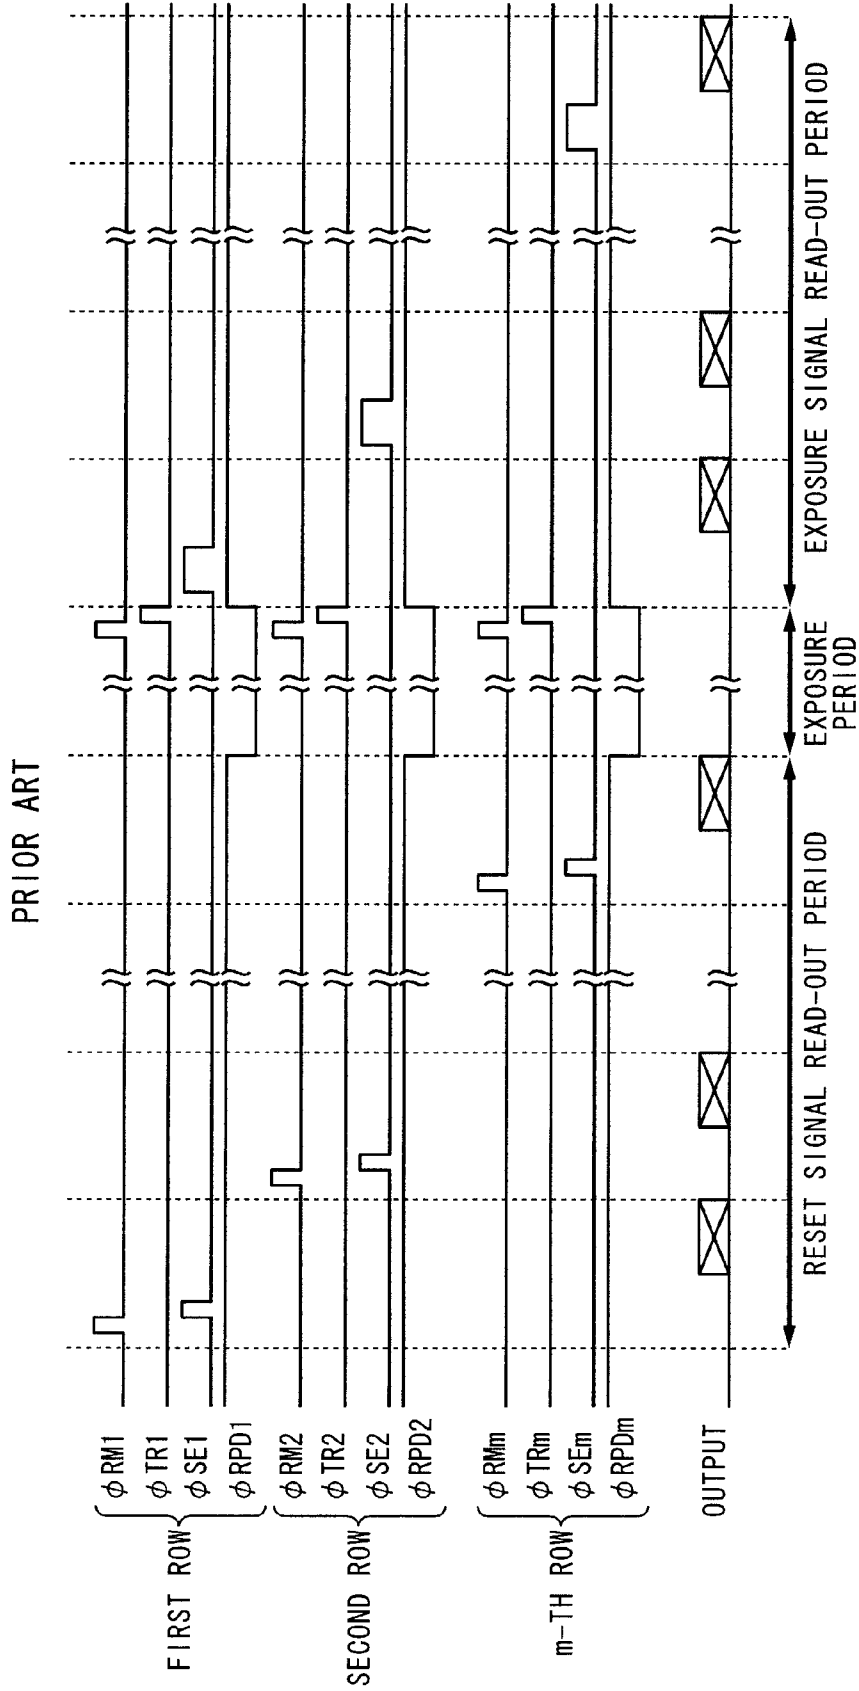 PRIOR ART
FIRST ROW
φRM1
φTR1
φSE1
φRPD1
SECOND ROW
φRM2
φTR2
φSE2
φRPD2
m-TH ROW
φRMm
φTRm
φSEm
φRPDm
OUTPUT
RESET SIGNAL READ-OUT PERIOD
EXPOSURE
PERIOD
EXPOSURE SIGNAL READ-OUT PERIOD